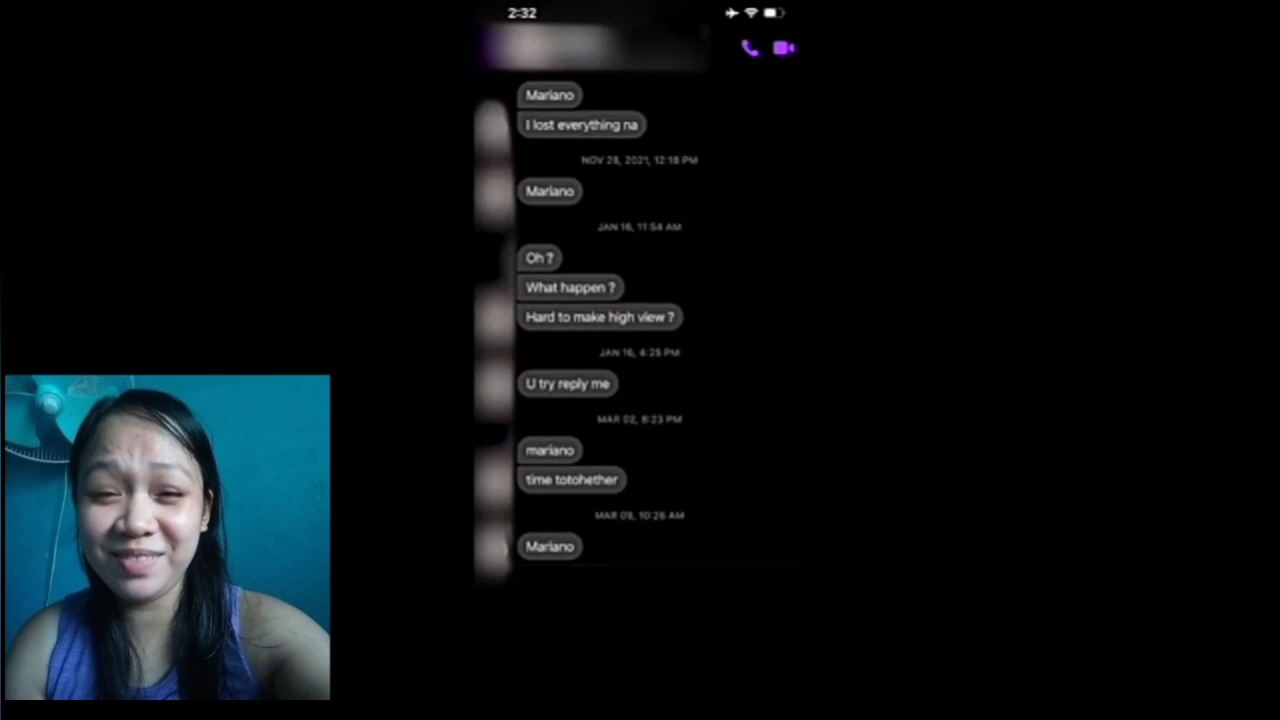 2:32
Mariano
I lost everything na
NOV 28, 2021, 12:18 PM
Mariano
JAN 16, 11:54 AM
Oh ?
What happen ?
Hard to make high view ?
JAN 16, 4:25 PM
U try reply me
MAR 02, 6:23 PM
mariano
time totohether
MAR 09, 10:26 AM
Mariano